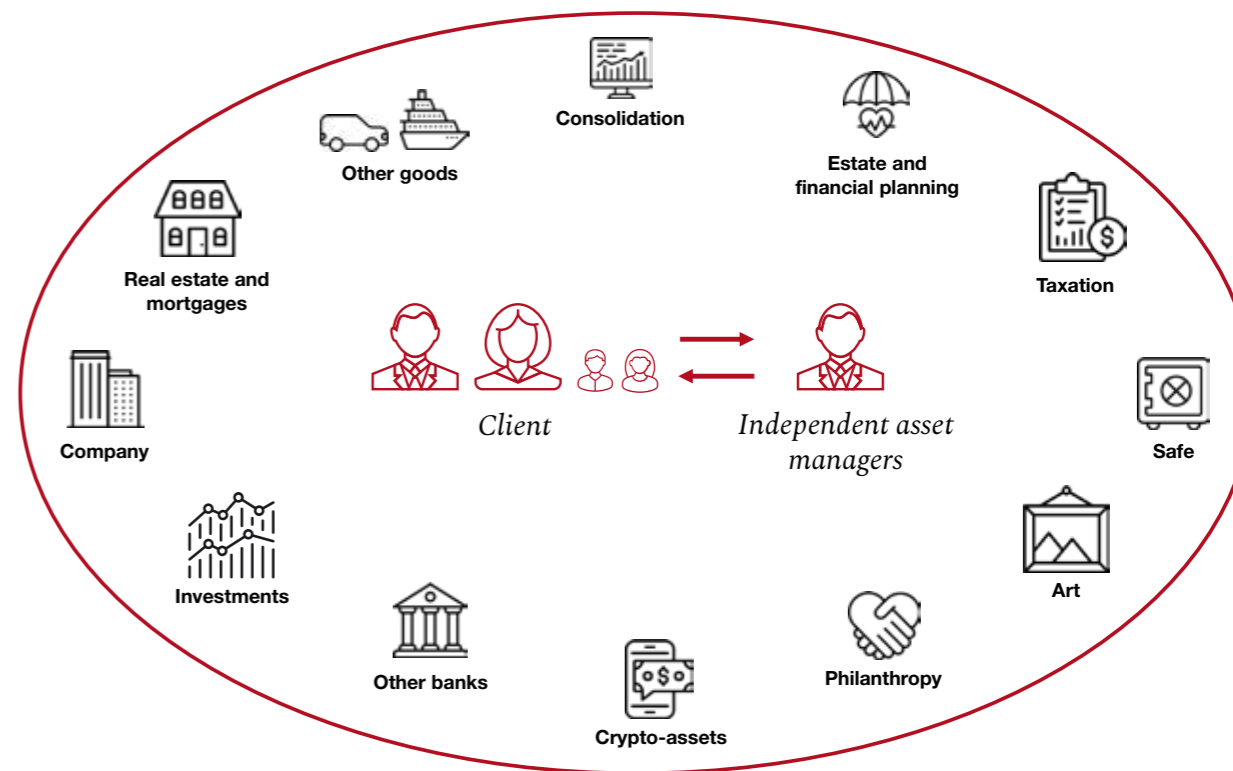 Consolidation
Other goods
Estate and
financial planning
Real estate and
mortgages
$
Taxation
Client
Independent asset
managers
Company
Safe
Investments
Art
Other banks
$
Philanthropy
Crypto-assets